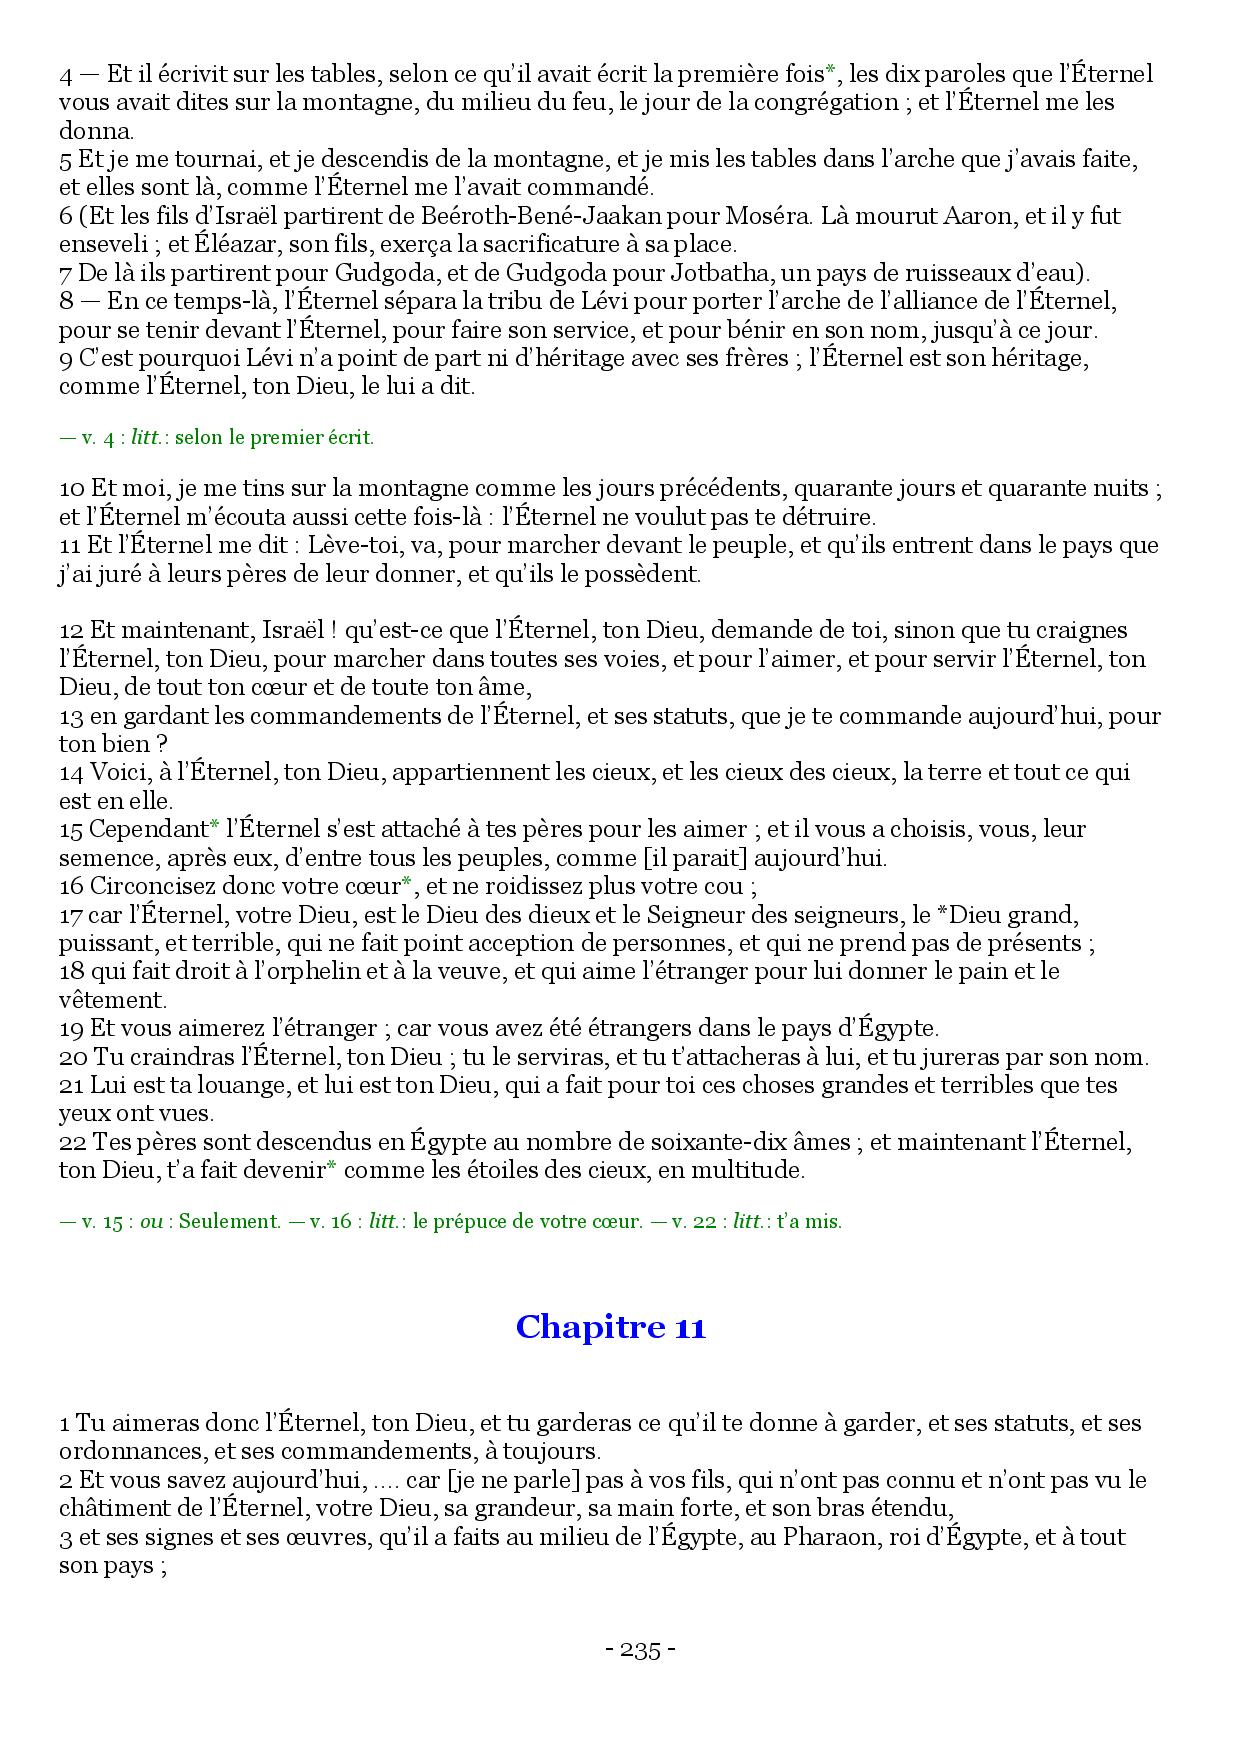 4 — Et il écrivit sur les tables, selon ce qu’il avait écrit la première fois*, les dix paroles que l’Éternel
vous avait dites sur la montagne, du milieu du feu, le jour de la congrégation ; et l’Éternel me les
donna.
5 Et je me tournai, et je descendis de la montagne, et je mis les tables dans l’arche que j’avais faite,
et elles sont là, comme l’Éternel me l’avait commandé.
6 (Et les fils d’Israël partirent de Beéroth-Bené-Jaakan pour Moséra. Là mourut Aaron, et il y fut
enseveli ; et Éléazar, son fils, exerça la sacrificature à sa place.
7 De là ils partirent pour Gudgoda, et de Gudgoda pour Jotbatha, un pays de ruisseaux d’eau).
8 — En ce temps-là, l’Éternel sépara la tribu de Lévi pour porter l’arche de l’alliance de l’Éternel,
pour se tenir devant l’Éternel, pour faire son service, et pour bénir en son nom, jusqu’à ce jour.
9 C’est pourquoi Lévi n’a point de part ni d’héritage avec ses frères ; l’Éternel est son héritage,
comme l’Éternel, ton Dieu, le lui a dit.
— v. 4 : litt.: selon le premier écrit.
10 Et moi, je me tins sur la montagne comme les jours précédents, quarante jours et quarante nuits ;
et l’Éternel m’écouta aussi cette fois-là : l’Éternel ne voulut pas te détruire.
11 Et l’Éternel me dit : Lève-toi, va, pour marcher devant le peuple, et qu’ils entrent dans le pays que
j’ai juré à leurs pères de leur donner, et qu’ils le possèdent.
12 Et maintenant, Israël ! qu’est-ce que l’Éternel, ton Dieu, demande de toi, sinon que tu craignes
l’Éternel, ton Dieu, pour marcher dans toutes ses voies, et pour l’aimer, et pour servir l’Éternel, ton
Dieu, de tout ton cœur et de toute ton âme,
13 en gardant les commandements de l’Éternel, et ses statuts, que je te commande aujourd’hui, pour
ton bien ?
14 Voici, à l’Éternel, ton Dieu, appartiennent les cieux, et les cieux des cieux, la terre et tout ce qui
est en elle.
15 Cependant* l’Éternel s’est attaché à tes pères pour les aimer ; et il vous a choisis, vous, leur
semence, après eux, d’entre tous les peuples, comme [il parait] aujourd’hui.
16 Circoncisez donc votre cœur*, et ne roidissez plus votre cou ;
17 car l’Éternel, votre Dieu, est le Dieu des dieux et le Seigneur des seigneurs, le *Dieu grand,
puissant, et terrible, qui ne fait point acception de personnes, et qui ne prend pas de présents ;
18 qui fait droit à l’orphelin et à la veuve, et qui aime l’étranger pour lui donner le pain et le
vêtement.
19 Et vous aimerez l’étranger ; car vous avez été étrangers dans le pays d’Égypte.
20 Tu craindras l’Éternel, ton Dieu ; tu le serviras, et tu t’attacheras à lui, et tu jureras par son nom.
21 Lui est ta louange, et lui est ton Dieu, qui a fait pour toi ces choses grandes et terribles que tes
yeux ont vues.
22 Tes pères sont descendus en Égypte au nombre de soixante-dix âmes ; et maintenant l’Éternel,
ton Dieu, t’a fait devenir* comme les étoiles des cieux, en multitude.
— v. 15 : ou : Seulement. — v. 16 : litt.: le prépuce de votre cœur. — v. 22 : litt.: t’a mis.
Chapitre 11
1 Tu aimeras donc l’Éternel, ton Dieu, et tu garderas ce qu’il te donne à garder, et ses statuts, et ses
ordonnances, et ses commandements, à toujours.
2 Et vous savez aujourd’hui, .... car [je ne parle] pas à vos fils, qui n’ont pas connu et n’ont pas vu le
châtiment de l’Éternel, votre Dieu, sa grandeur, sa main forte, et son bras étendu,
3 et ses signes et ses œuvres, qu’il a faits au milieu de l’Égypte, au Pharaon, roi d’Égypte, et à tout
son pays ;
- 235 -